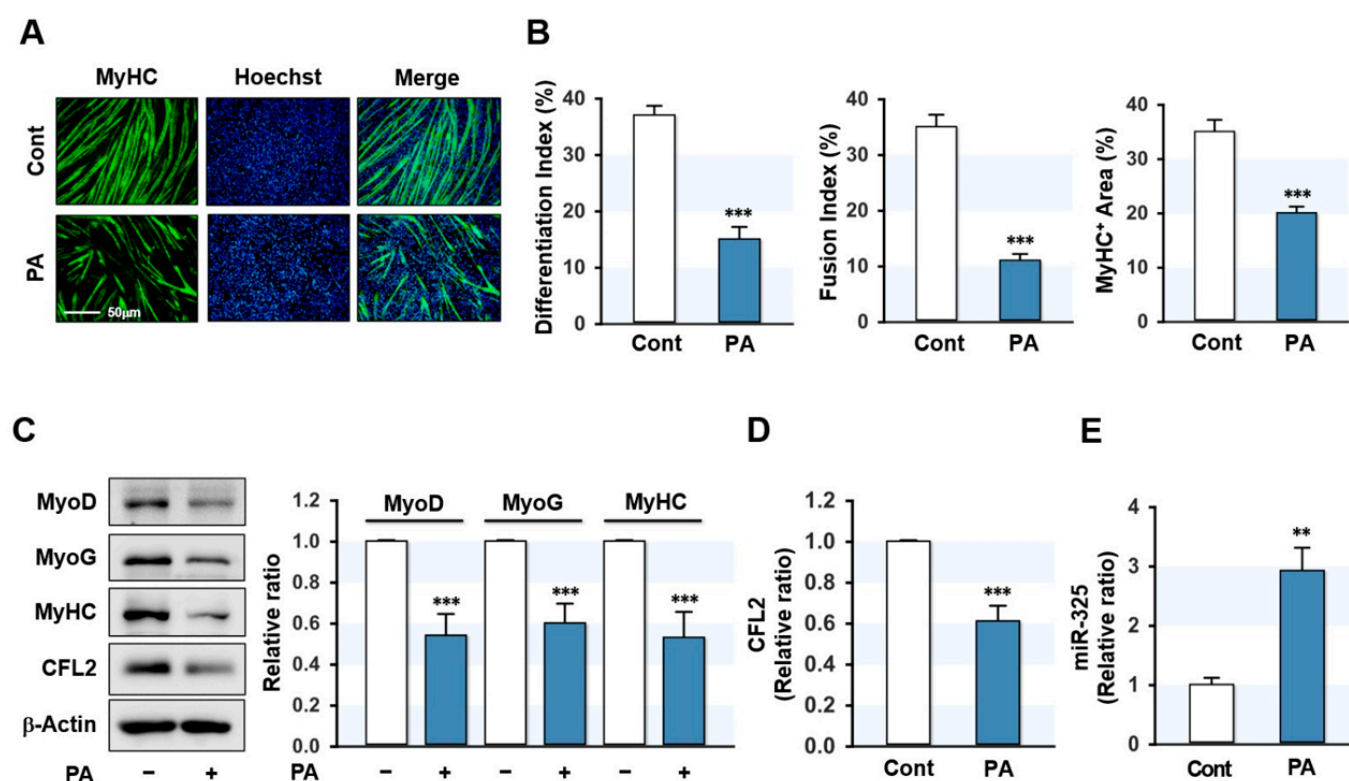 A
MyHC Hoechst Merge
Cont
PA
50μm
B
Differentiation Index (%)
40
30
20
10
0
***
Cont PA
Fusion Index (%)
40
30
20
10
0
***
Cont PA
MyHC⁺ Area (%)
40
30
20
10
0
***
Cont PA
C
MyoD
MyoG
MyHC
CFL2
β-Actin
PA − +
Relative ratio
1.2
1.0
0.8
0.6
0.4
0.2
0.0
MyoD MyoG MyHC
*** *** ***
PA − + − + − +
D
CFL2
(Relative ratio)
1.2
1.0
0.8
0.6
0.4
0.2
0.0
***
Cont PA
E
miR-325
(Relative ratio)
4
3
2
1
0
**
Cont PA